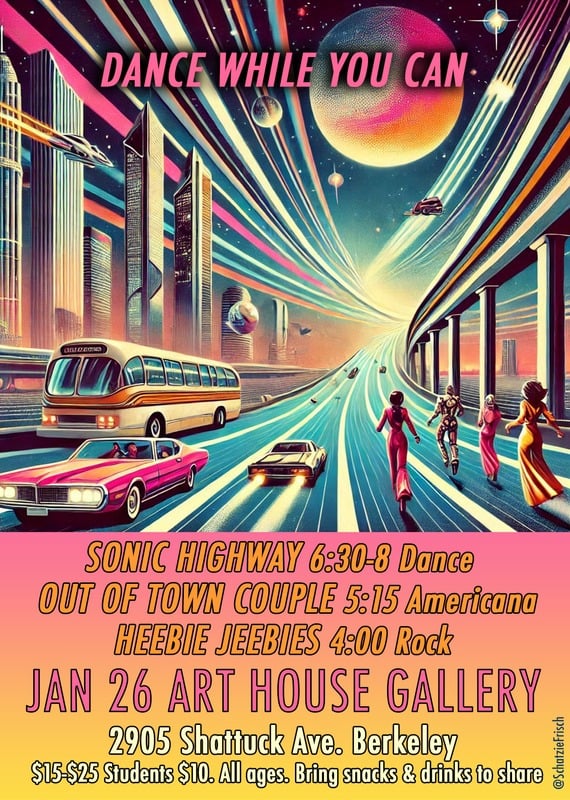 DANCE WHILE YOU CAN
SONIC HIGHWAY 6:30-8 Dance
OUT OF TOWN COUPLE 5:15 Americana
HEEBIE JEEBIES 4:00 Rock
JAN 26 ART HOUSE GALLERY
2905 Shattuck Ave. Berkeley
$15-$25 Students $10. All ages. Bring snacks & drinks to share
@SchatzieFrisch